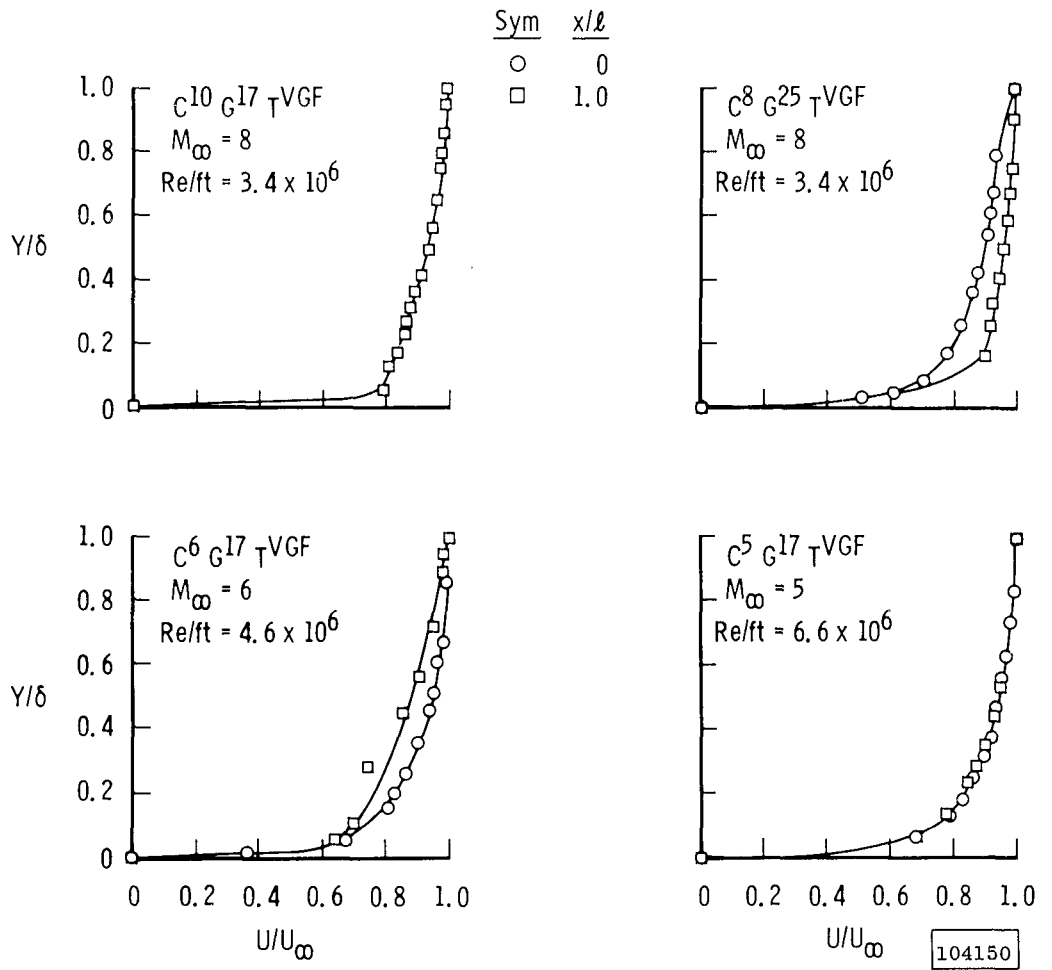 Sym x/ℓ
○ 0
□ 1.0
C¹⁰ G¹⁷ T^VGF
M∞ = 8
Re/ft = 3.4 x 10⁶
1.0
0.8
0.6
Y/δ
0.4
0.2
0
C⁸ G²⁵ T^VGF
M∞ = 8
Re/ft = 3.4 x 10⁶
C⁶ G¹⁷ T^VGF
M∞ = 6
Re/ft = 4.6 x 10⁶
1.0
0.8
0.6
Y/δ
0.4
0.2
0
0 0.2 0.4 0.6 0.8 1.0
U/U∞
C⁵ G¹⁷ T^VGF
M∞ = 5
Re/ft = 6.6 x 10⁶
0 0.2 0.4 0.6 0.8 1.0
U/U∞
104150